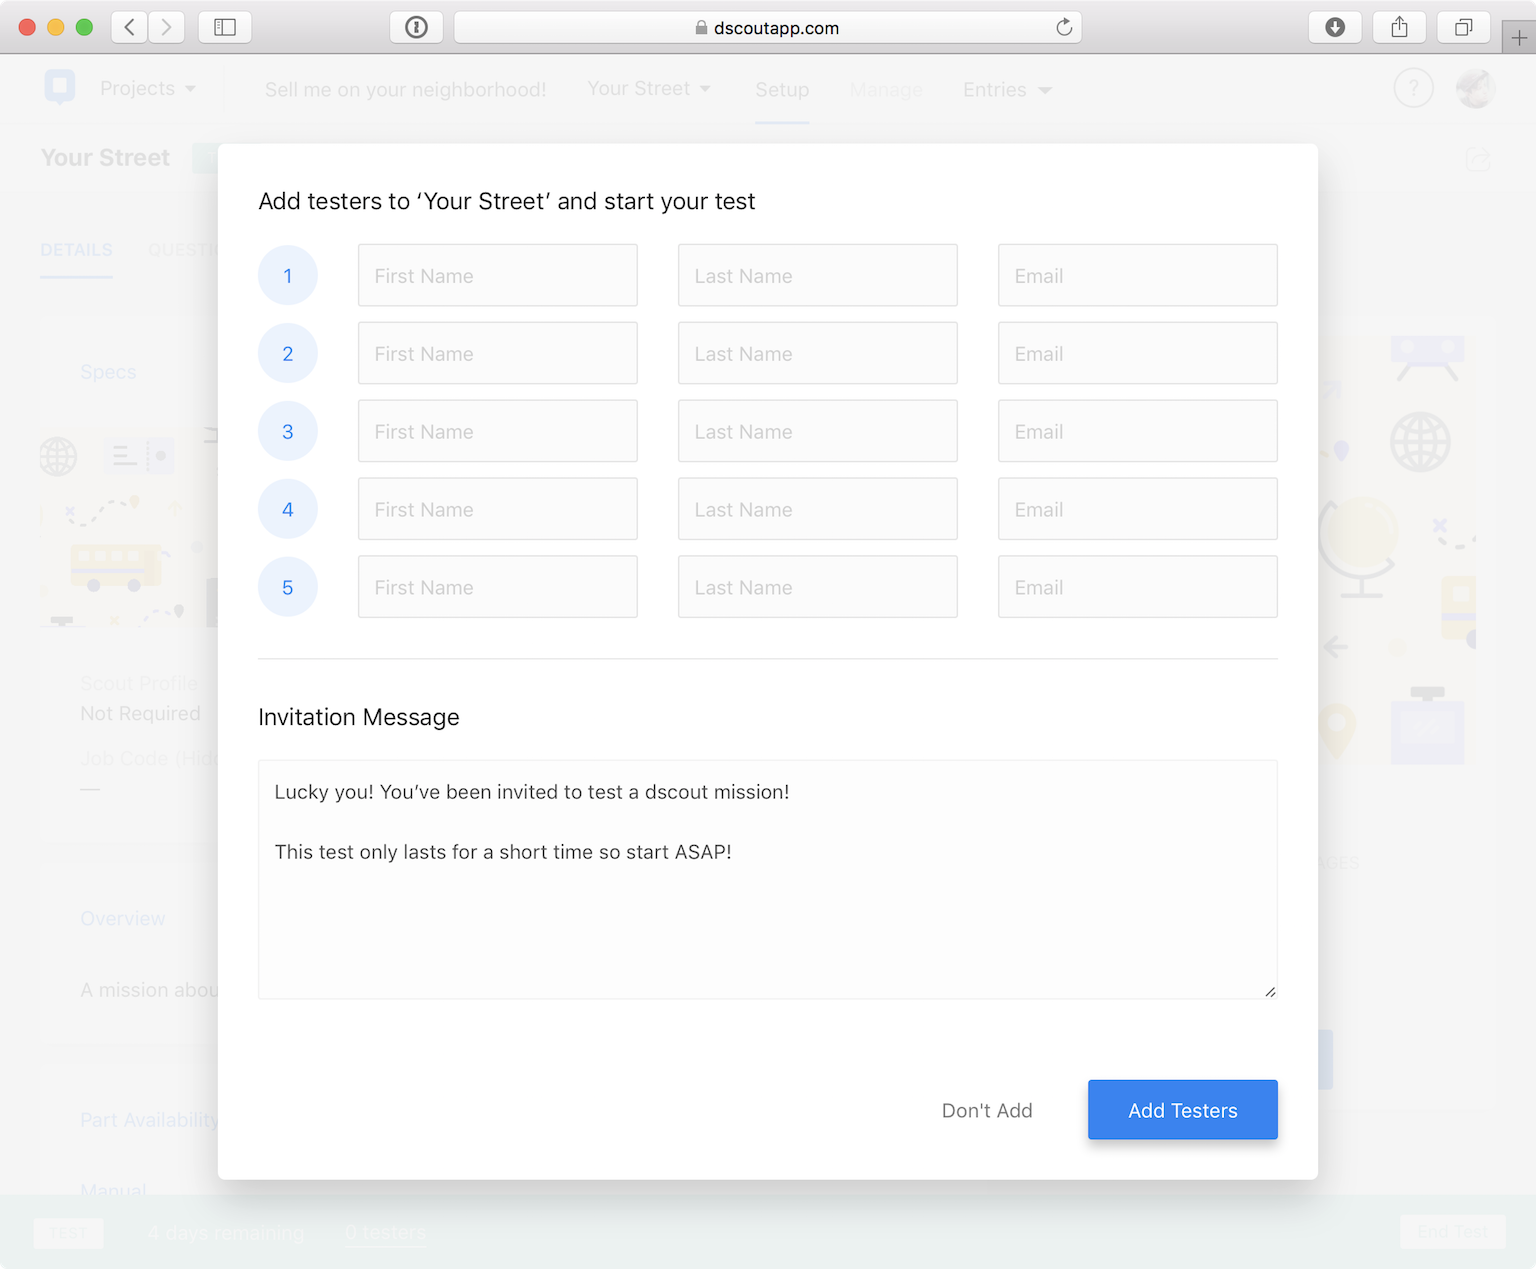 dscoutapp.com
Projects
Sell me on your neighborhood!
Your Street
Setup
Manage
Entries
?
Your Street
DETAILS
Add testers to ‘Your Street’ and start your test
1 First Name Last Name Email
2 First Name Last Name Email
3 First Name Last Name Email
4 First Name Last Name Email
5 First Name Last Name Email
Specs
Scout Profile
Not Required
Job Code
—
Invitation Message
Lucky you! You’ve been invited to test a dscout mission!
This test only lasts for a short time so start ASAP!
Overview
A mission
Don't Add
Add Testers
Part Availability
Manual
TEST
4 days remaining
0 testers
End Test